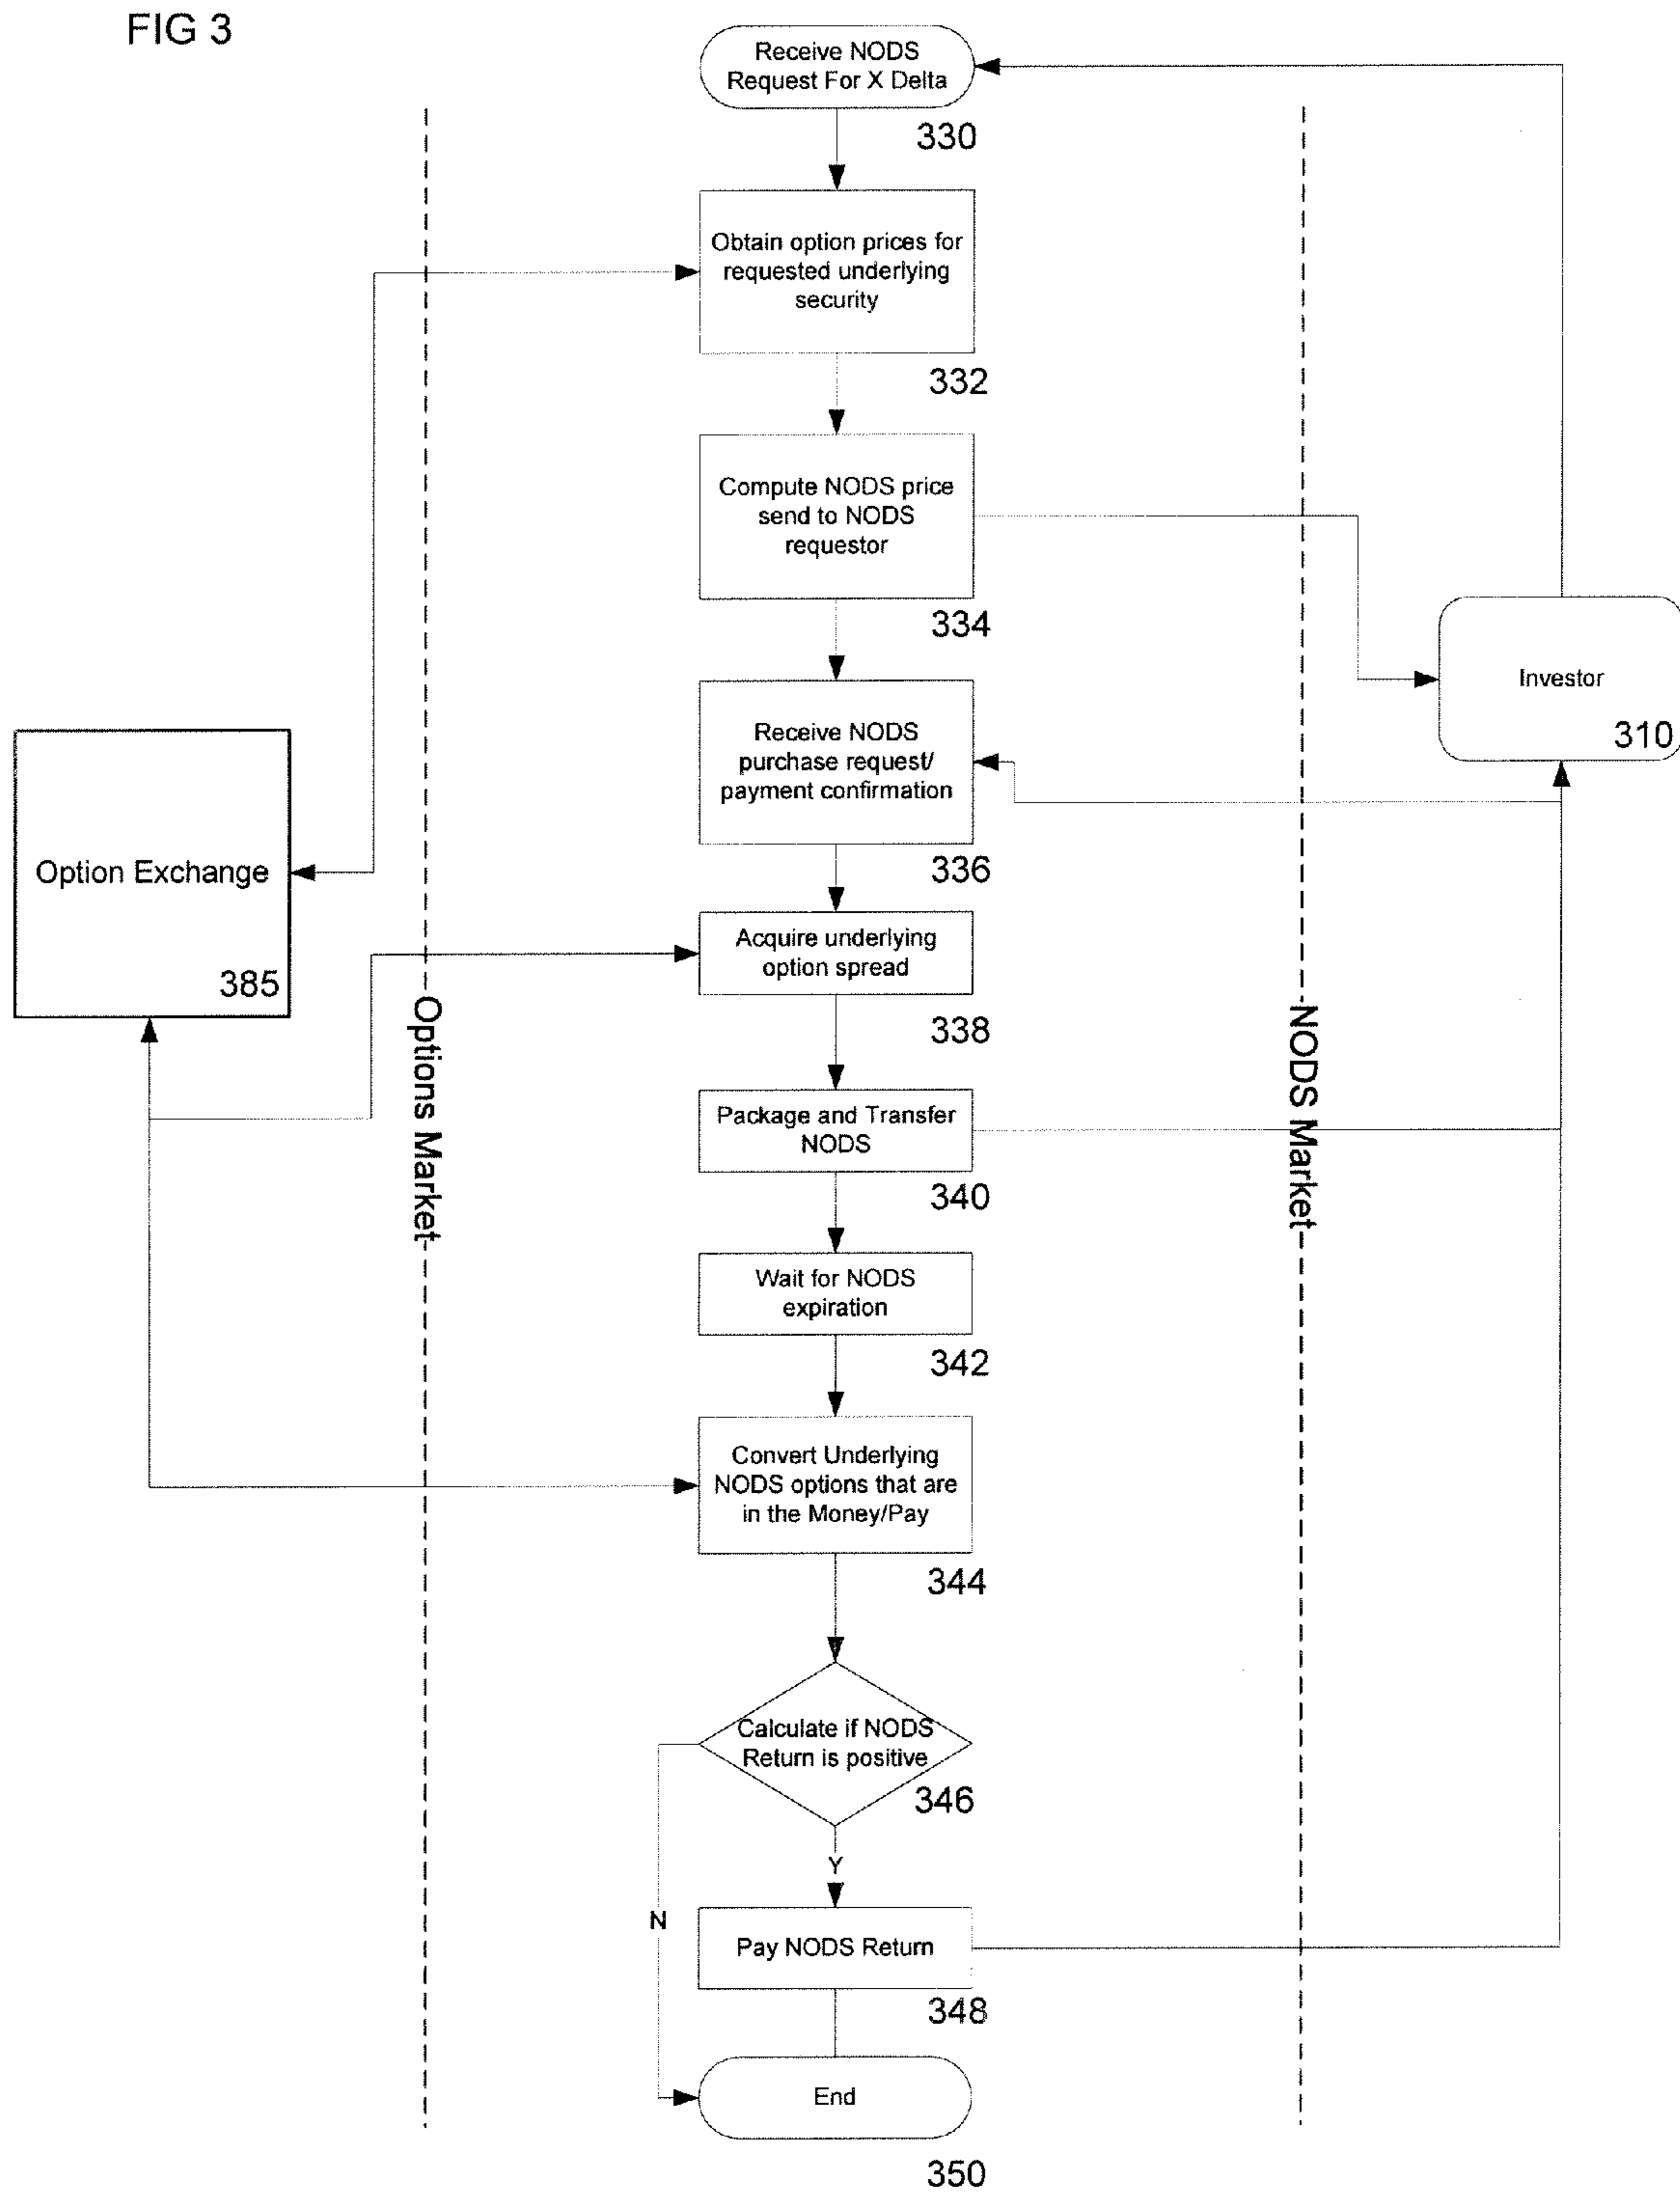 FIG 3
Receive NODS
Request For X Delta
330
Obtain option prices for
requested underlying
security
332
Compute NODS price
send to NODS
requestor
334
Investor
310
Receive NODS
purchase request/
payment confirmation
336
Option Exchange
385
Acquire underlying
option spread
338
Options Market
NODS Market
Package and Transfer
NODS
340
Wait for NODS
expiration
342
Convert Underlying
NODS options that are
in the Money/Pay
344
Calculate if NODS
Return is positive
346
Y
N
Pay NODS Return
348
End
350